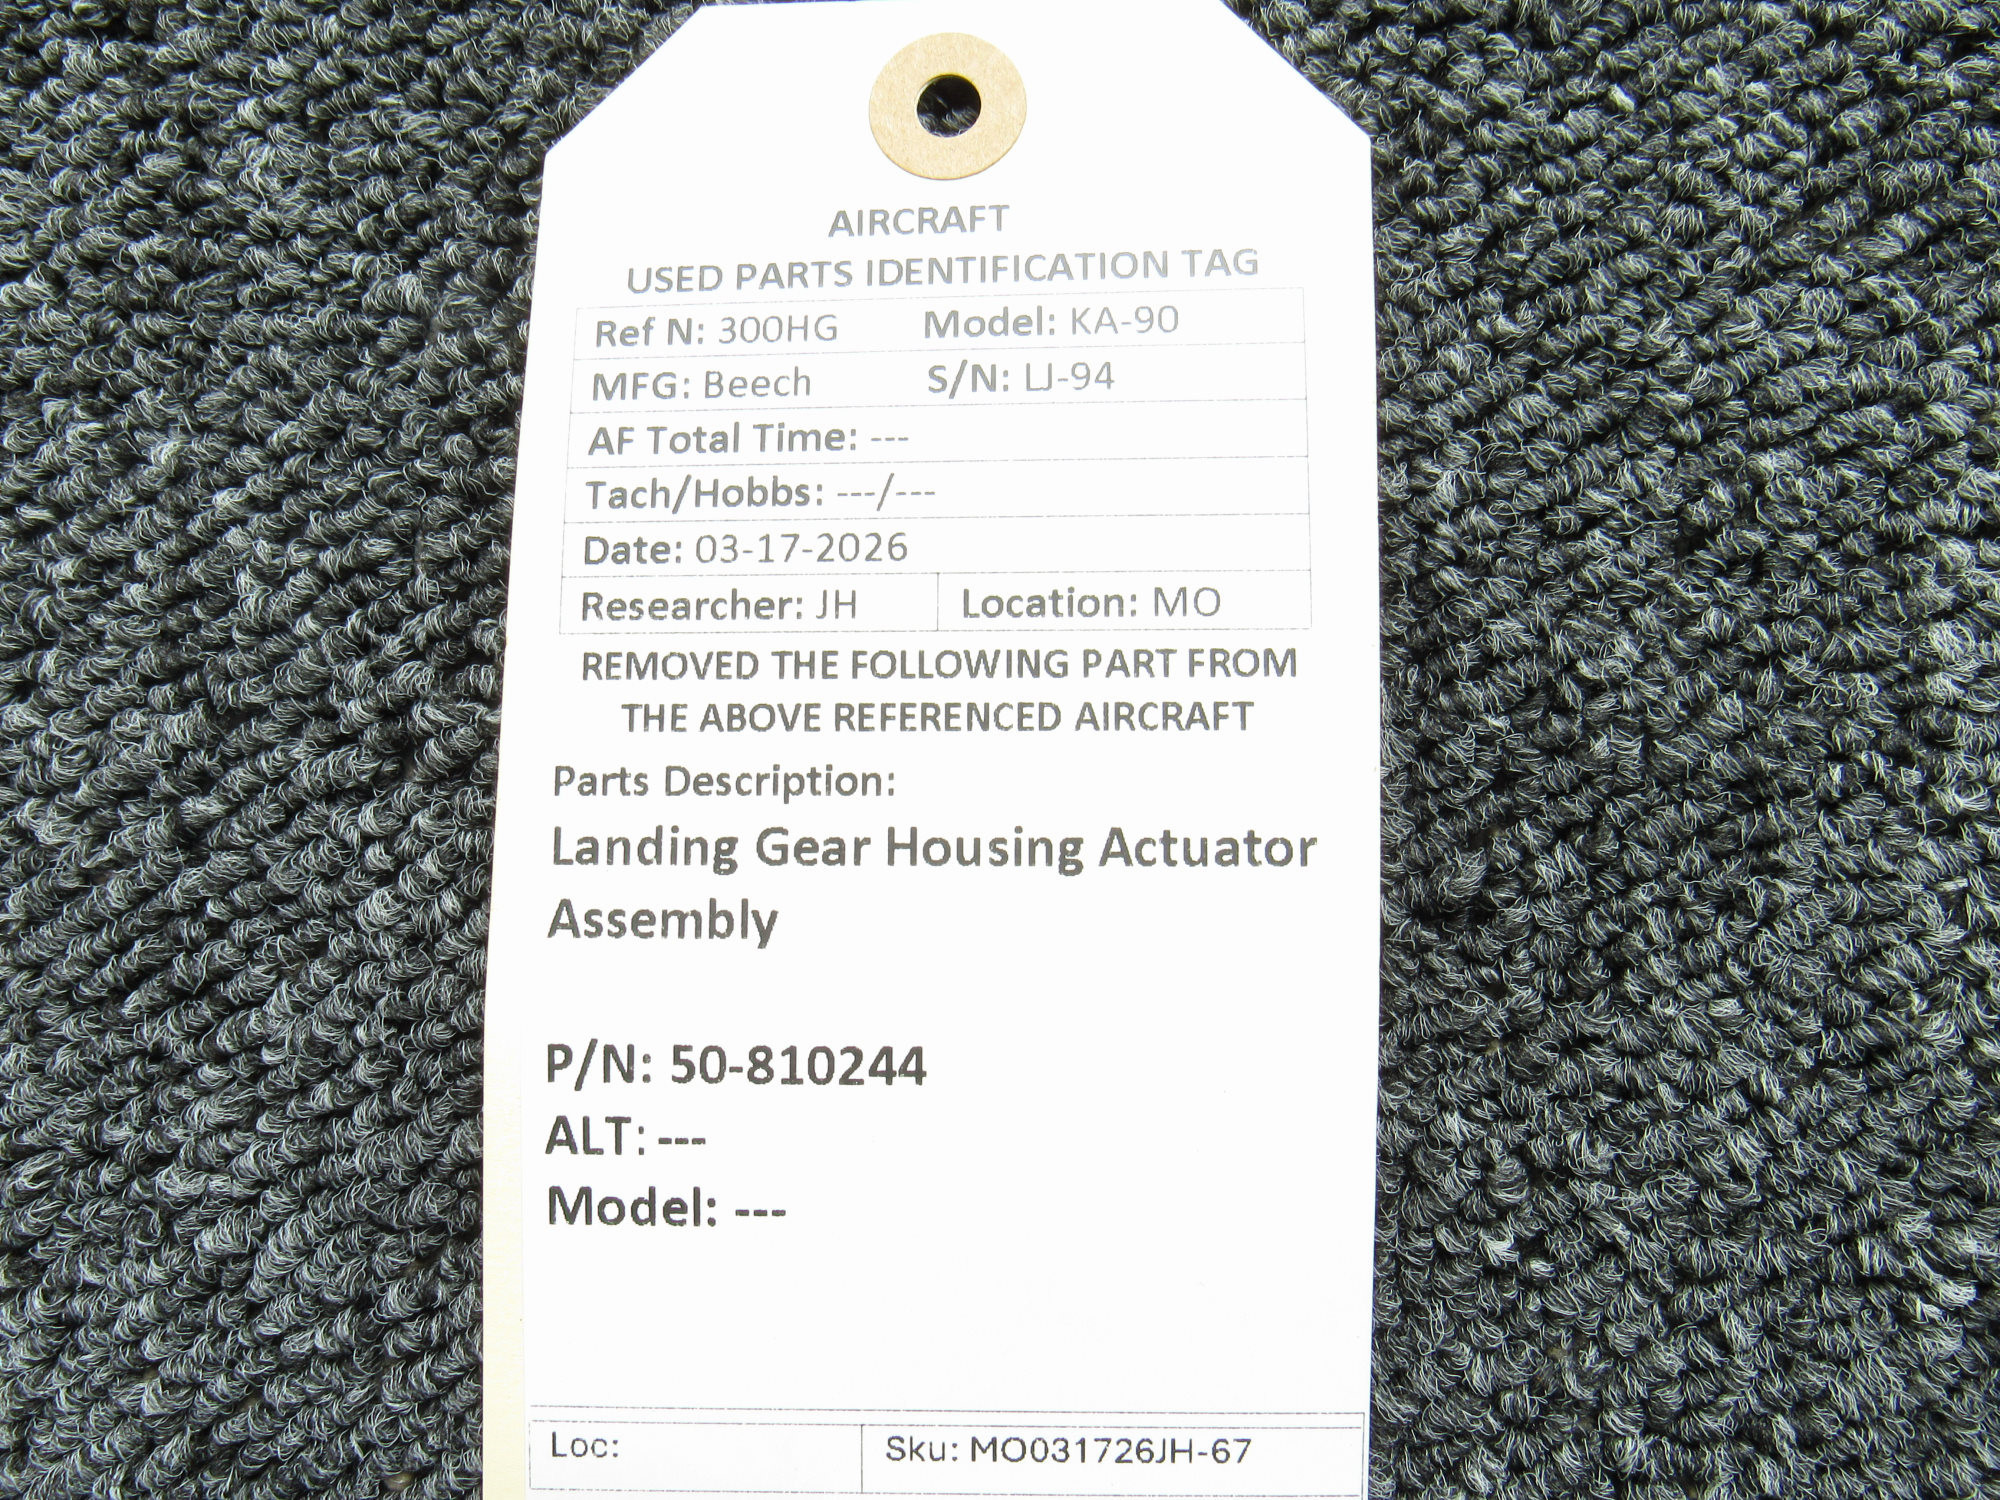 AIRCRAFT
USED PARTS IDENTIFICATION TAG
Ref N: 300HG Model: KA-90
MFG: Beech S/N: LJ-94
AF Total Time: ---
Tach/Hobbs: ---/---
Date: 03-17-2026
Researcher: JH Location: MO
REMOVED THE FOLLOWING PART FROM
THE ABOVE REFERENCED AIRCRAFT
Parts Description:
Landing Gear Housing Actuator
Assembly
P/N: 50-810244
ALT: ---
Model: ---
Loc: Sku: MO031726JH-67